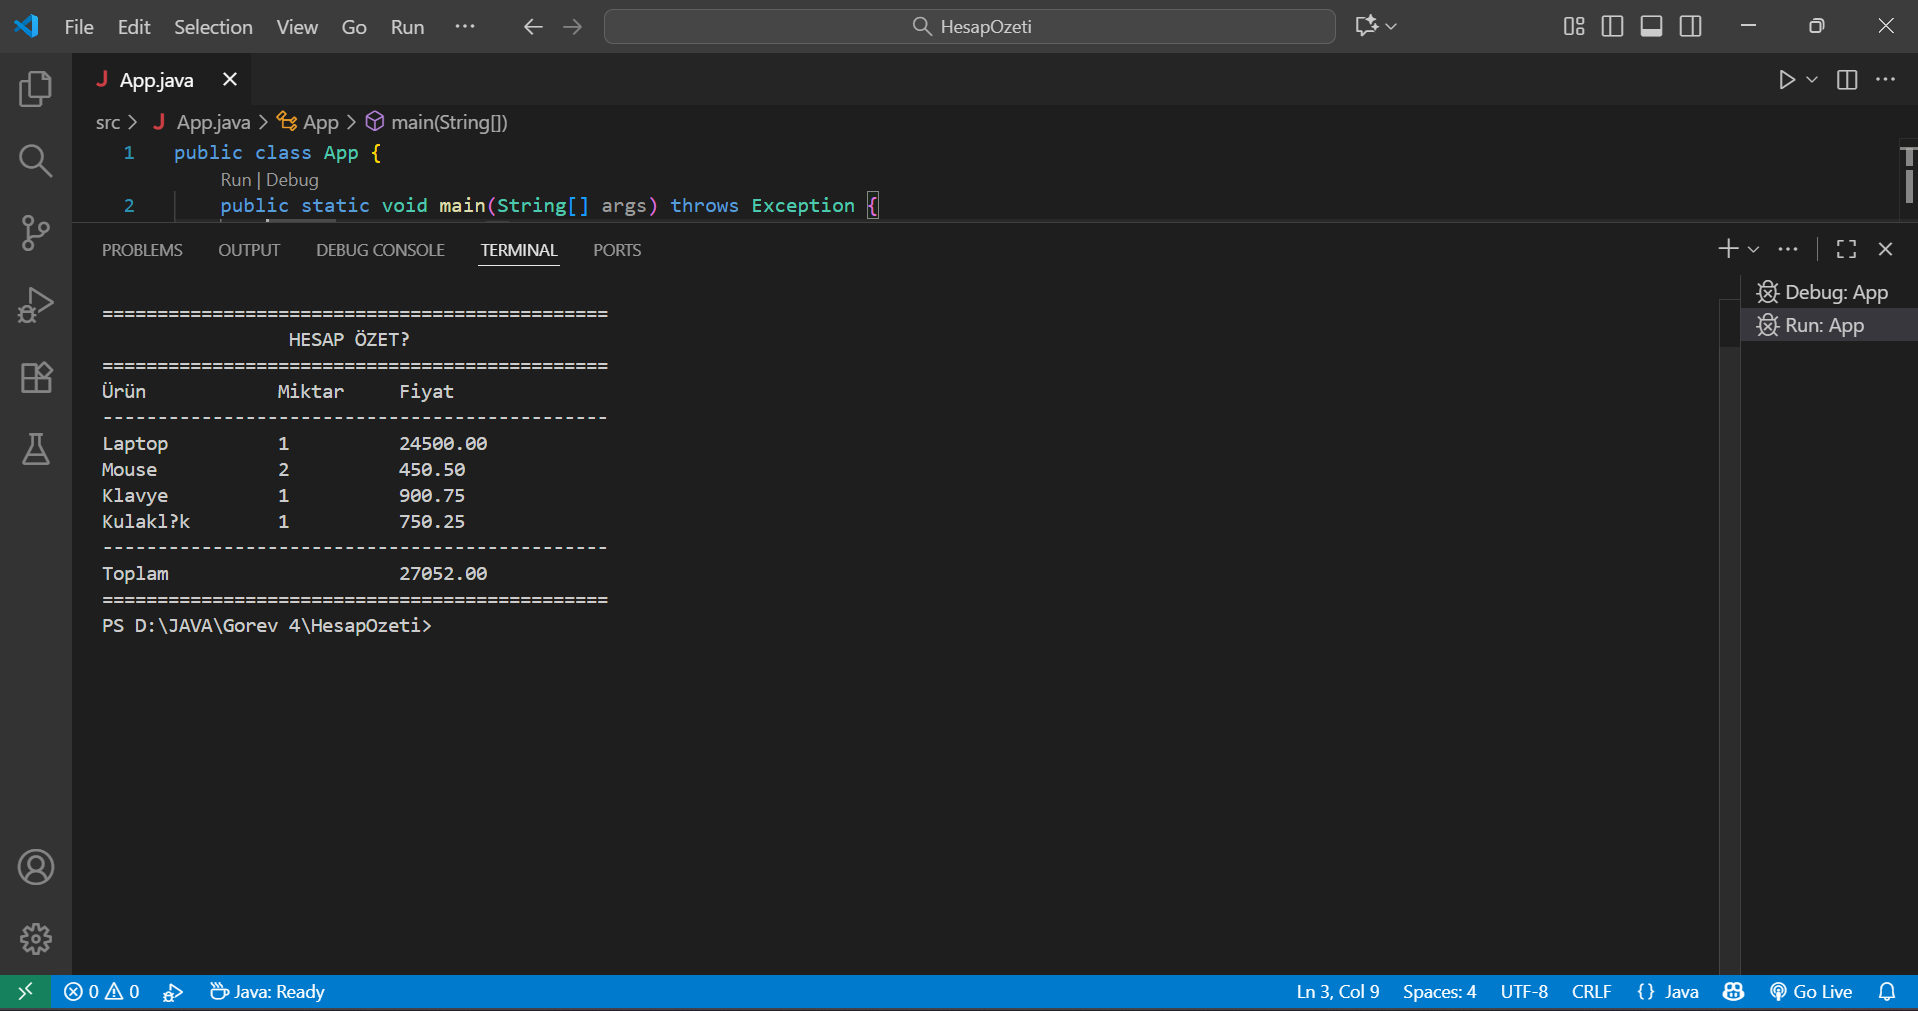 File Edit Selection View Go Run ··· HesapOzeti
App.java
src > App.java > App > main(String[])
1 public class App {
Run | Debug
2 public static void main(String[] args) throws Exception {
PROBLEMS OUTPUT DEBUG CONSOLE TERMINAL PORTS
Debug: App
Run: App
==============================================
HESAP ÖZET?
==============================================
Ürün Miktar Fiyat
----------------------------------------------
Laptop 1 24500.00
Mouse 2 450.50
Klavye 1 900.75
Kulakl?k 1 750.25
----------------------------------------------
Toplam 27052.00
==============================================
PS D:\JAVA\Gorev 4\HesapOzeti>
0 0 Java: Ready Ln 3, Col 9 Spaces: 4 UTF-8 CRLF {} Java Go Live